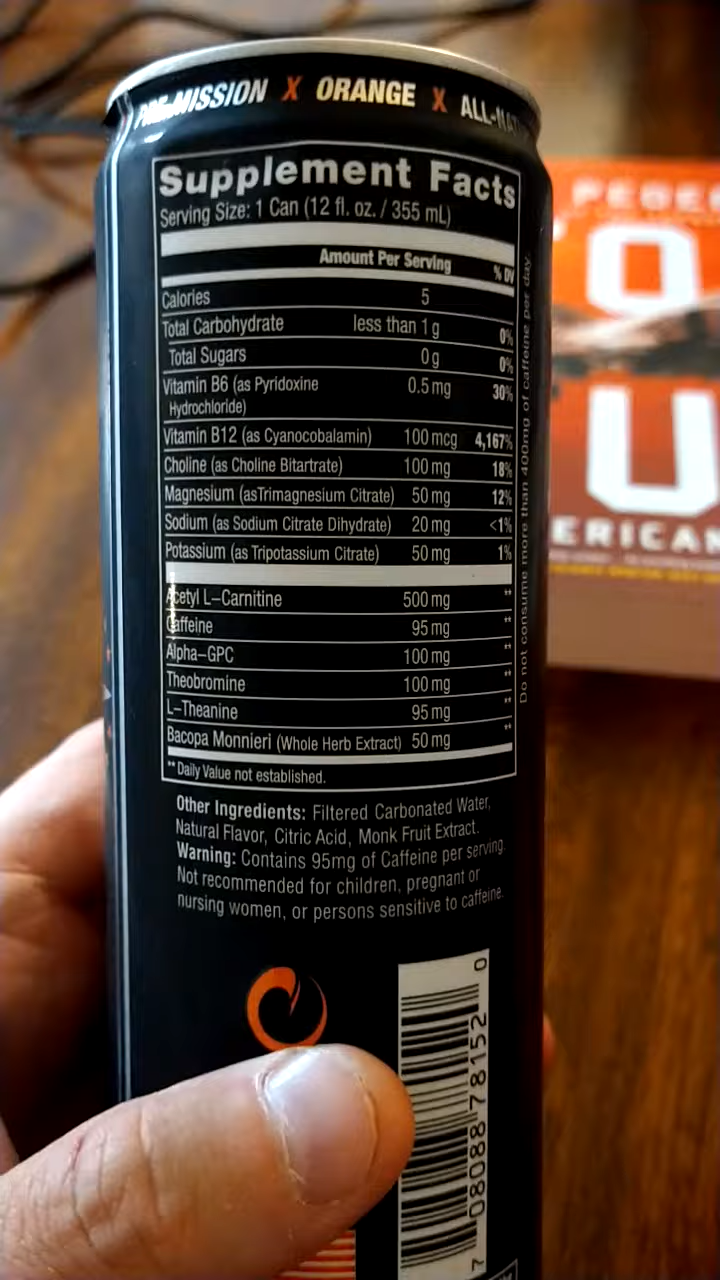 PRE-MISSION X ORANGE X ALL-NAT
Supplement Facts
Serving Size: 1 Can (12 fl. oz. / 355 mL)
Amount Per Serving % DV
Calories 5
Total Carbohydrate less than 1 g 0%
Total Sugars 0 g 0%
Vitamin B6 (as Pyridoxine Hydrochloride) 0.5 mg 30%
Vitamin B12 (as Cyanocobalamin) 100 mcg 4,167%
Choline (as Choline Bitartrate) 100 mg 18%
Magnesium (asTrimagnesium Citrate) 50 mg 12%
Sodium (as Sodium Citrate Dihydrate) 20 mg <1%
Potassium (as Tripotassium Citrate) 50 mg 1%
Acetyl L-Carnitine 500 mg **
Caffeine 95 mg **
Alpha-GPC 100 mg **
Theobromine 100 mg **
L-Theanine 95 mg **
Bacopa Monnieri (Whole Herb Extract) 50 mg **
** Daily Value not established.
Do not consume more than 400mg of caffeine per day.
Other Ingredients: Filtered Carbonated Water,
Natural Flavor, Citric Acid, Monk Fruit Extract.
Warning: Contains 95mg of Caffeine per serving.
Not recommended for children, pregnant or
nursing women, or persons sensitive to caffeine.
7 08088 78152 0
FEDER
O
U
ERICAN